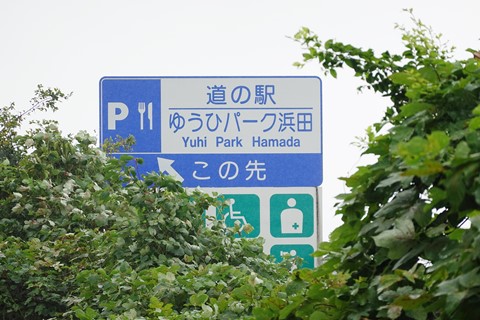 道の駅
ゆうひパーク浜田
Yuhi Park Hamada
P
この先